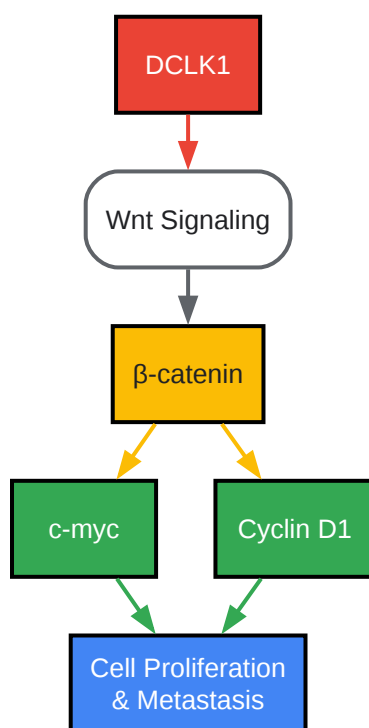 DCLK1
Wnt Signaling
β-catenin
c-myc
Cyclin D1
Cell Proliferation
& Metastasis